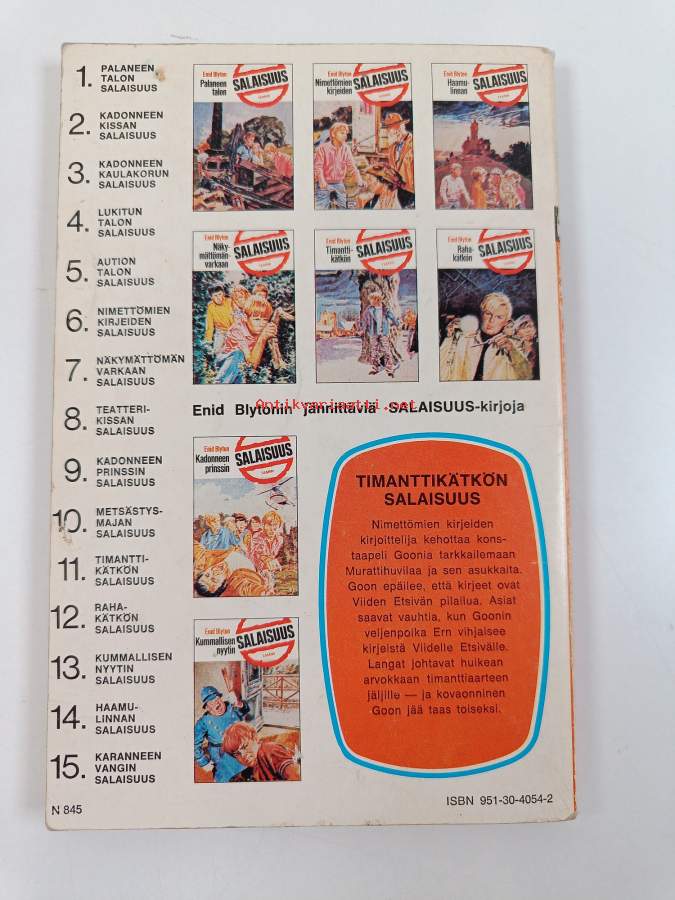 1. PALANEEN
TALON
SALAISUUS
2. KADONNEEN
KISSAN
SALAISUUS
3. KADONNEEN
KAULAKORUN
SALAISUUS
4. LUKITUN
TALON
SALAISUUS
5. AUTION
TALON
SALAISUUS
6. NIMETTÖMIEN
KIRJEIDEN
SALAISUUS
7. NÄKYMÄTTÖMÄN
VARKAAN
SALAISUUS
8. TEATTERI-
KISSAN
SALAISUUS
9. KADONNEEN
PRINSSIN
SALAISUUS
10. METSÄSTYS-
MAJAN
SALAISUUS
11. TIMANTTI-
KÄTKÖN
SALAISUUS
12. RAHA-
KÄTKÖN
SALAISUUS
13. KUMMALLISEN
NYYTIN
SALAISUUS
14. HAAMU-
LINNAN
SALAISUUS
15. KARANNEEN
VANGIN
SALAISUUS
N 845
Enid Blyton
Palaneen
talon
SALAISUUS
Enid Blyton
Nimettömien
kirjeiden
SALAISUUS
Enid Blyton
Haamu-
linnan
SALAISUUS
Enid Blyton
Näky-
mättömän
varkaan
SALAISUUS
Enid Blyton
Timantti-
kätkön
SALAISUUS
Enid Blyton
Raha-
kätkön
SALAISUUS
Enid Blytonin jännittäviä SALAISUUS-kirjoja
Antikvariaatti.net
Enid Blyton
Kadonneen
prinssin
SALAISUUS
Enid Blyton
Kummallisen
nyytin
SALAISUUS
TIMANTTIKÄTKÖN
SALAISUUS
Nimettömien kirjeiden
kirjoittelija kehottaa kons-
taapeli Goonia tarkkailemaan
Murattihuvilaa ja sen asukkaita.
Goon epäilee, että kirjeet ovat
Viiden Etsivän pilailua. Asiat
saavat vauhtia, kun Goonin
veljenpoika Ern vihjaisee
kirjeistä Viidelle Etsivälle.
Langat johtavat huikean
arvokkaan timanttiaarteen
jäljille — ja kovaonninen
Goon jää taas toiseksi.
ISBN 951-30-4054-2